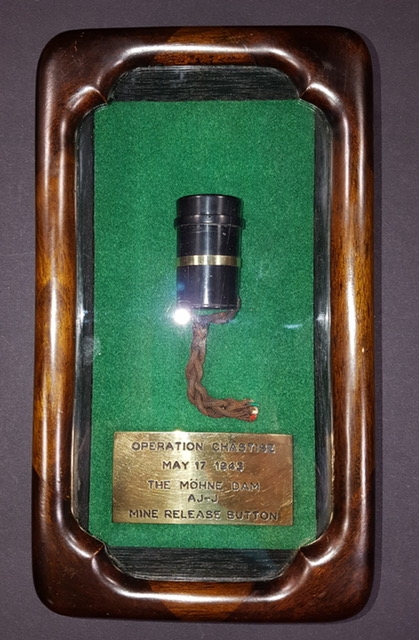 OPERATION CHASTISE
MAY 17 1943
THE MÖHNE DAM
AJ-J
MINE RELEASE BUTTON